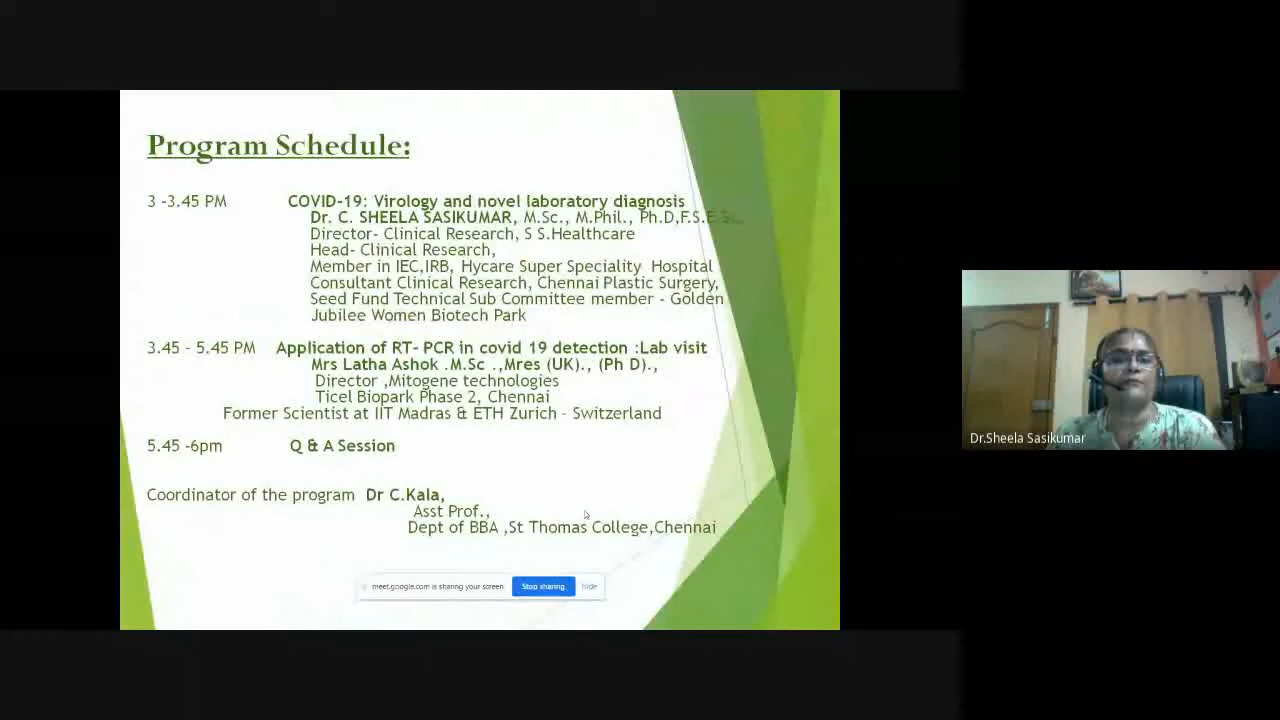 Program Schedule:
3 -3.45 PM COVID-19: Virology and novel laboratory diagnosis
Dr. C. SHEELA SASIKUMAR, M.Sc., M.Phil., Ph.D,F.S.E.Sc.,
Director- Clinical Research, S S.Healthcare
Head- Clinical Research,
Member in IEC,IRB, Hycare Super Speciality Hospital
Consultant Clinical Research, Chennai Plastic Surgery,
Seed Fund Technical Sub Committee member - Golden
Jubilee Women Biotech Park
3.45 - 5.45 PM Application of RT- PCR in covid 19 detection :Lab visit
Mrs Latha Ashok .M.Sc .,Mres (UK)., (Ph D).,
Director ,Mitogene technologies
Ticel Biopark Phase 2, Chennai
Former Scientist at IIT Madras & ETH Zurich - Switzerland
5.45 -6pm Q & A Session
Coordinator of the program Dr C.Kala,
Asst Prof.,
Dept of BBA ,St Thomas College,Chennai
meet.google.com is sharing your screen. Stop sharing Hide
Dr.Sheela Sasikumar